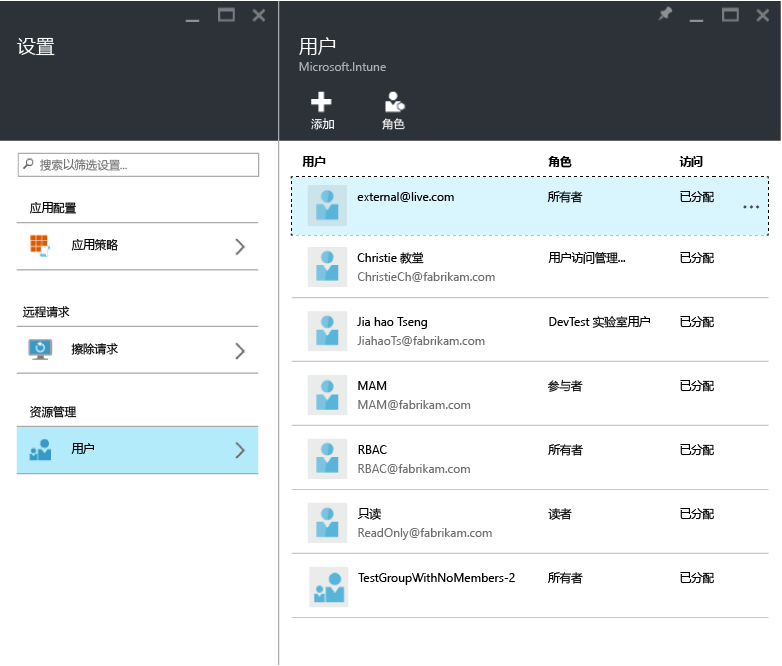 设置
搜索以筛选设置...
应用配置
应用策略
远程请求
擦除请求
资源管理
用户
用户
Microsoft.Intune
添加 角色
用户 角色 访问
external@live.com 所有者 已分配
Christie 教堂 用户访问管理... 已分配
ChristieCh@fabrikam.com
Jia hao Tseng DevTest 实验室用户 已分配
JiahaoTs@fabrikam.com
MAM 参与者 已分配
MAM@fabrikam.com
RBAC 所有者 已分配
RBAC@fabrikam.com
只读 读者 已分配
ReadOnly@fabrikam.com
TestGroupWithNoMembers-2 所有者 已分配